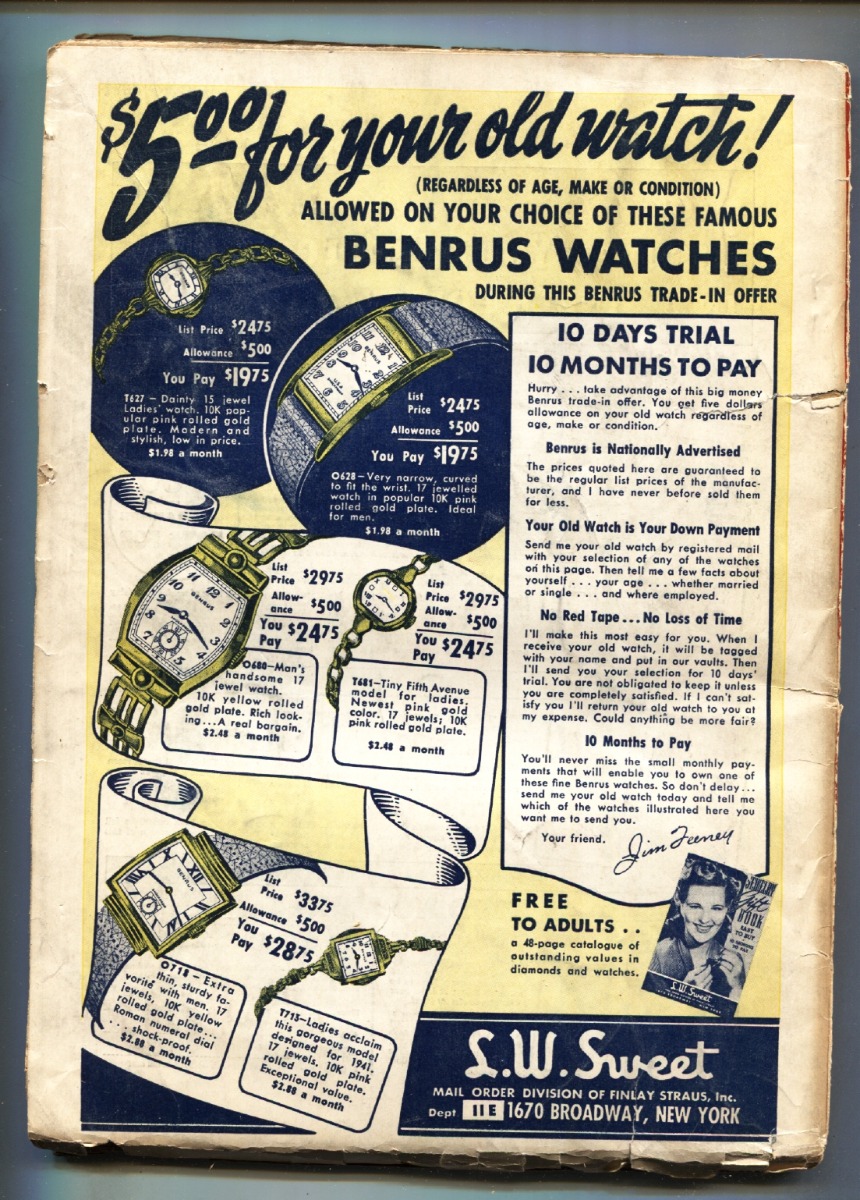 $5.00 for your old watch!
(REGARDLESS OF AGE, MAKE OR CONDITION)
ALLOWED ON YOUR CHOICE OF THESE FAMOUS
BENRUS WATCHES
DURING THIS BENRUS TRADE-IN OFFER
List Price $24.75
Allowance $5.00
You Pay $19.75
T627 – Dainty 15 jewel
Ladies' watch. 10K pop-
ular pink rolled gold
plate. Modern and
stylish, low in price.
$1.98 a month
List
Price $24.75
Allowance $5.00
You Pay $19.75
O628 – Very narrow, curved
to fit the wrist. 17 jewelled
watch in popular 10K pink
rolled gold plate. Ideal
for men.
$1.98 a month
List
Price $29.75
Allow-
ance $5.00
You
Pay $24.75
O680—Man's
handsome 17
jewel watch.
10K yellow rolled
gold plate. Rich look-
ing...A real bargain.
$2.48 a month
List
Price $29.75
Allow-
ance $5.00
You
Pay $24.75
T681–Tiny Fifth Avenue
model for ladies.
Newest pink gold
color. 17 jewels; 10K
pink rolled gold plate.
$2.48 a month
List
Price $33.75
Allowance $5.00
You
Pay $28.75
O718 – Extra
thin, sturdy fa-
vorite with men. 17
jewels, 10K yellow
rolled gold plate...
Roman numeral dial
. . . shock-proof.
$2.88 a month
T713–Ladies acclaim
this gorgeous model
designed for 1941.
17 jewels. 10K pink
rolled gold plate.
Exceptional value.
$2.88 a month
10 DAYS TRIAL
10 MONTHS TO PAY
Hurry . . . take advantage of this big money
Benrus trade-in offer. You get five dollars
allowance on your old watch regardless of
age, make or condition.
Benrus is Nationally Advertised
The prices quoted here are guaranteed to
be the regular list prices of the manufac-
turer, and I have never before sold them
for less.
Your Old Watch is Your Down Payment
Send me your old watch by registered mail
with your selection of any of the watches
on this page. Then tell me a few facts about
yourself . . . your age . . . whether married
or single . . . and where employed.
No Red Tape...No Loss of Time
I'll make this most easy for you. When I
receive your old watch, it will be tagged
with your name and put in our vaults. Then
I'll send you your selection for 10 days'
trial. You are not obligated to keep it unless
you are completely satisfied. If I can't sat-
isfy you I'll return your old watch to you at
my expense. Could anything be more fair?
10 Months to Pay
You'll never miss the small monthly pay-
ments that will enable you to own one of
these fine Benrus watches. So don't delay...
send me your old watch today and tell me
which of the watches illustrated here you
want me to send you.
Your friend, Jim Feeney
FREE
TO ADULTS . .
a 48-page catalogue of
outstanding values in
diamonds and watches.
Gift
BOOK
EASY
TO BUY
L.W. Sweet
L.W. Sweet
MAIL ORDER DIVISION OF FINLAY STRAUS, Inc.
Dept 11E 1670 BROADWAY, NEW YORK